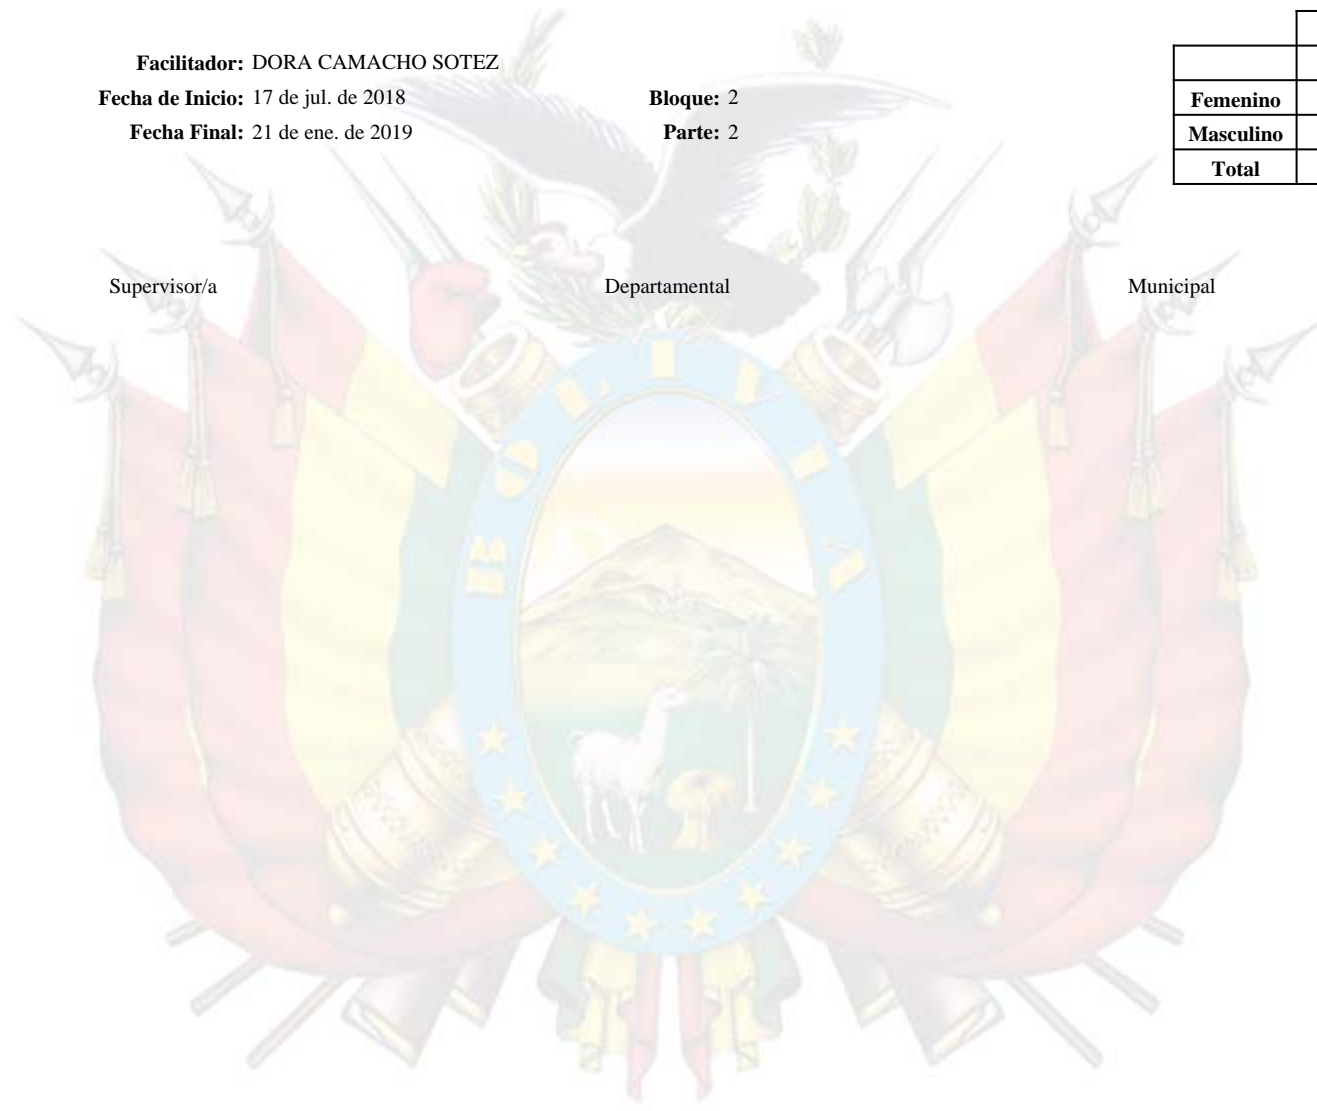 Facilitador: DORA CAMACHO SOTEZ
Fecha de Inicio: 17 de jul. de 2018 Bloque: 2
Fecha Final: 21 de ene. de 2019 Parte: 2
Femenino
Masculino
Total
Supervisor/a Departamental Municipal
BOLIVIA